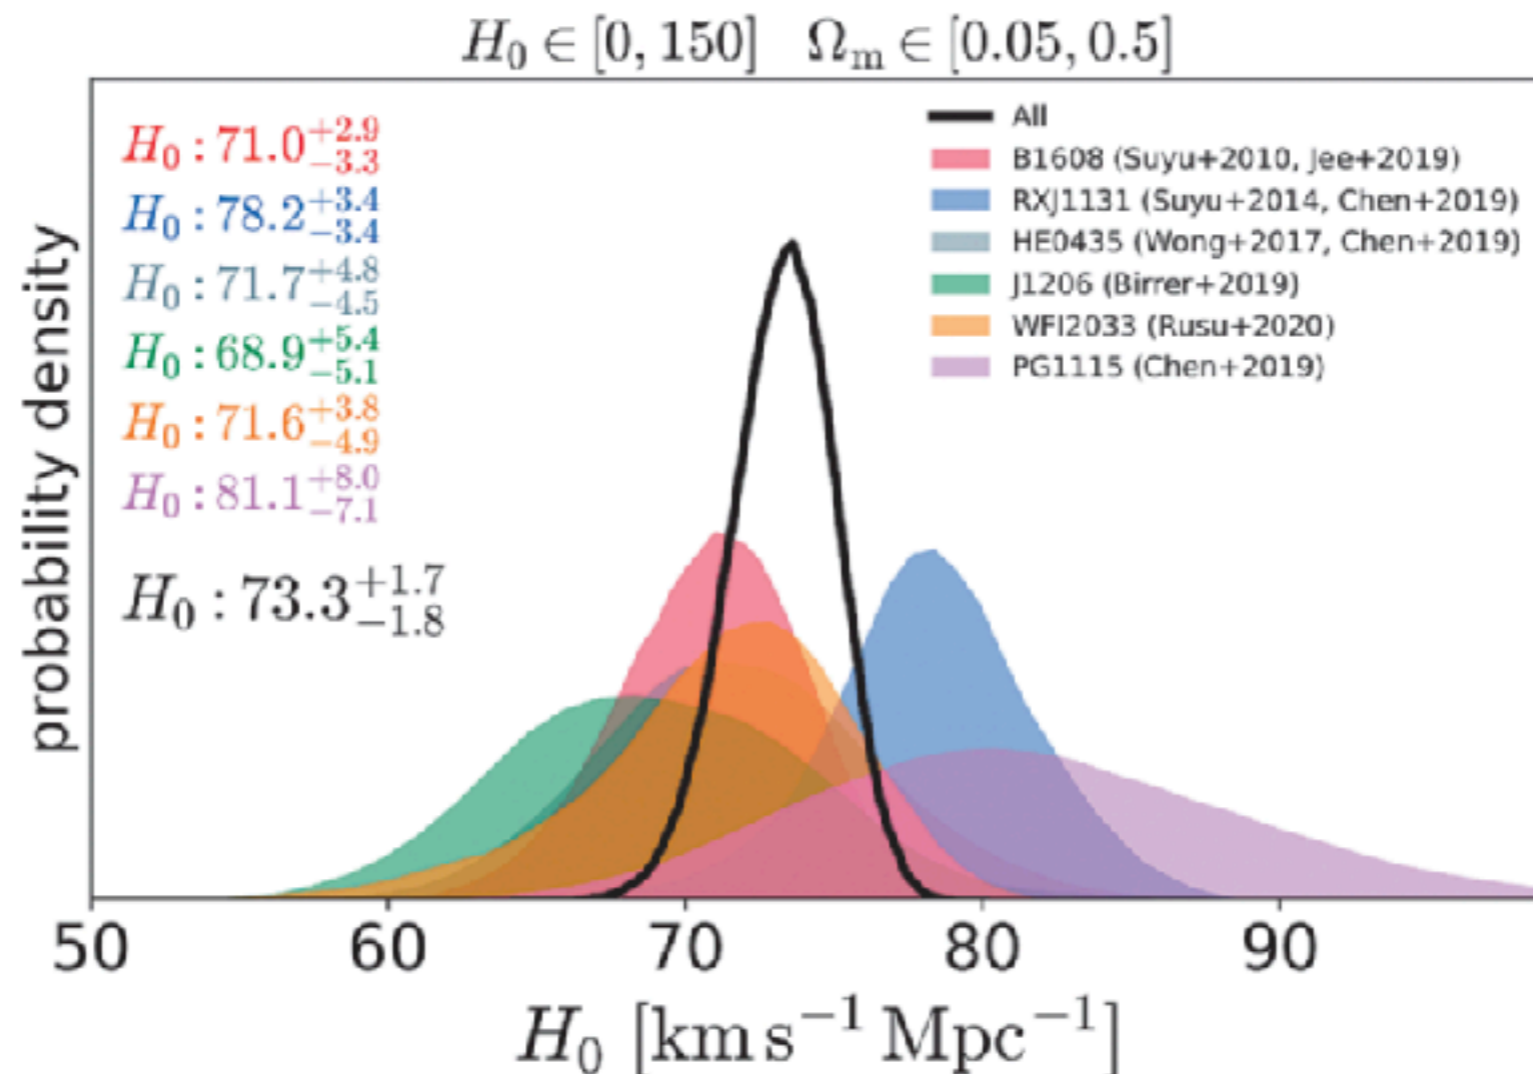 H₀ ∈ [0, 150]   Ωₘ ∈ [0.05, 0.5]
H₀ : 71.0 +2.9 −3.3
H₀ : 78.2 +3.4 −3.4
H₀ : 71.7 +4.8 −4.5
H₀ : 68.9 +5.4 −5.1
H₀ : 71.6 +3.8 −4.9
H₀ : 81.1 +8.0 −7.1
H₀ : 73.3 +1.7 −1.8
All
B1608 (Suyu+2010, Jee+2019)
RXJ1131 (Suyu+2014, Chen+2019)
HE0435 (Wong+2017, Chen+2019)
J1206 (Birrer+2019)
WFI2033 (Rusu+2020)
PG1115 (Chen+2019)
probability density
50 60 70 80 90
H₀ [km s⁻¹ Mpc⁻¹]